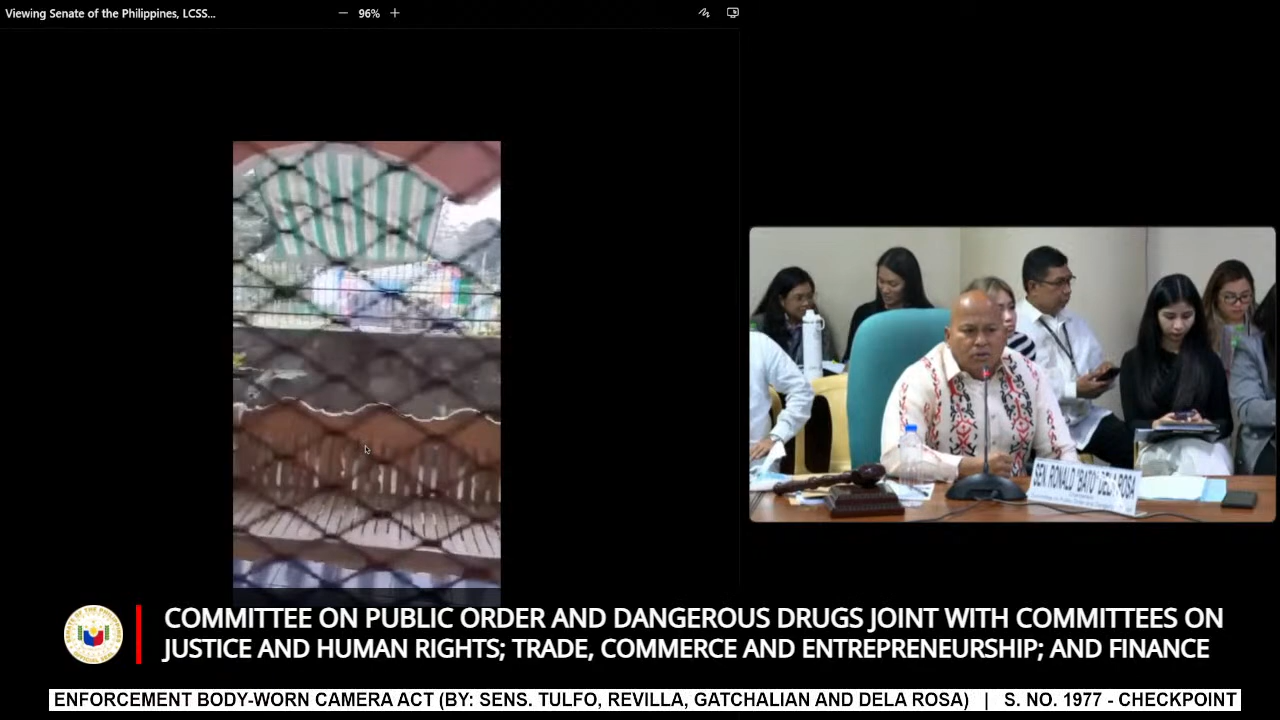 Viewing Senate of the Philippines, LCSS...
96%
SEN. RONALD "BATO" DELA ROSA
COMMITTEE ON PUBLIC ORDER AND DANGEROUS DRUGS JOINT WITH COMMITTEES ON
JUSTICE AND HUMAN RIGHTS; TRADE, COMMERCE AND ENTREPRENEURSHIP; AND FINANCE
ENFORCEMENT BODY-WORN CAMERA ACT (BY: SENS. TULFO, REVILLA, GATCHALIAN AND DELA ROSA) | S. NO. 1977 - CHECKPOINT